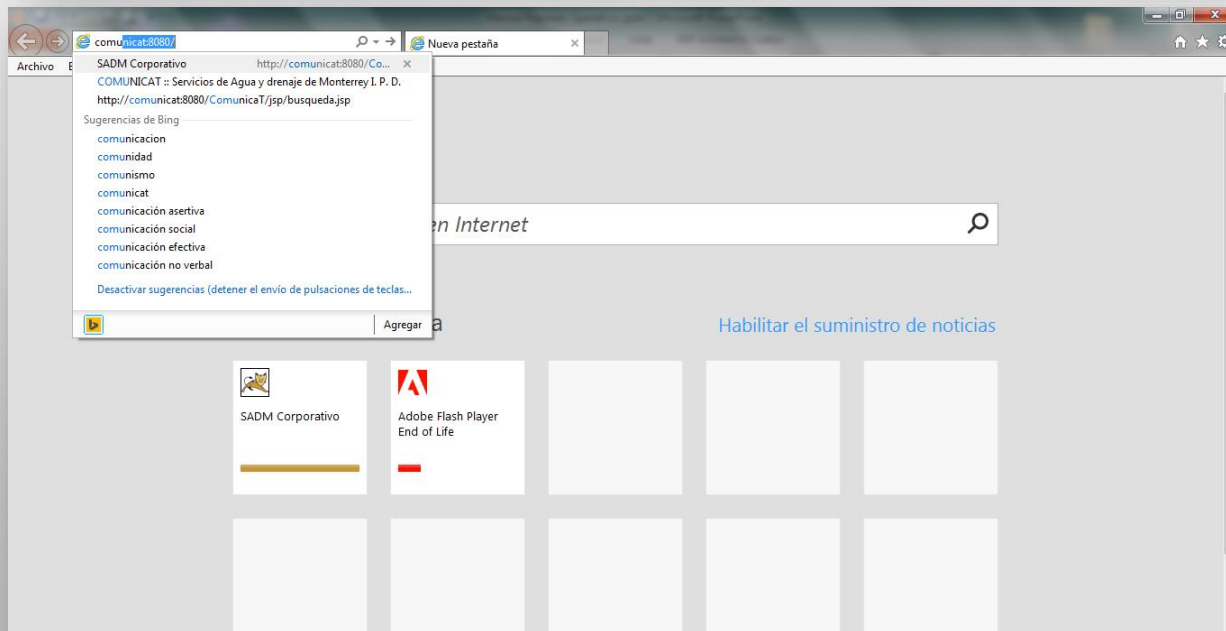 comunicat:8080/
Nueva pestaña
Archivo
SADM Corporativo http://comunicat:8080/Co...
COMUNICAT :: Servicios de Agua y drenaje de Monterrey I. P. D.
http://comunicat:8080/ComunicaT/jsp/busqueda.jsp
Sugerencias de Bing
comunicacion
comunidad
comunismo
comunicat
comunicación asertiva
comunicación social
comunicación efectiva
comunicación no verbal
Desactivar sugerencias (detener el envío de pulsaciones de teclas...
Agregar
en Internet
a
Habilitar el suministro de noticias
SADM Corporativo
Adobe Flash Player
End of Life